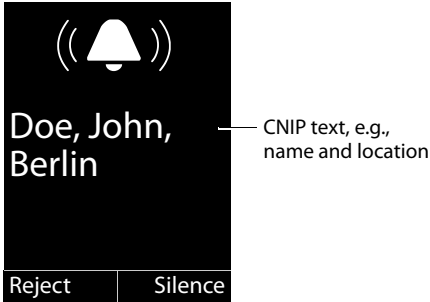 Doe, John,
Berlin
CNIP text, e.g.,
name and location
Reject
Silence